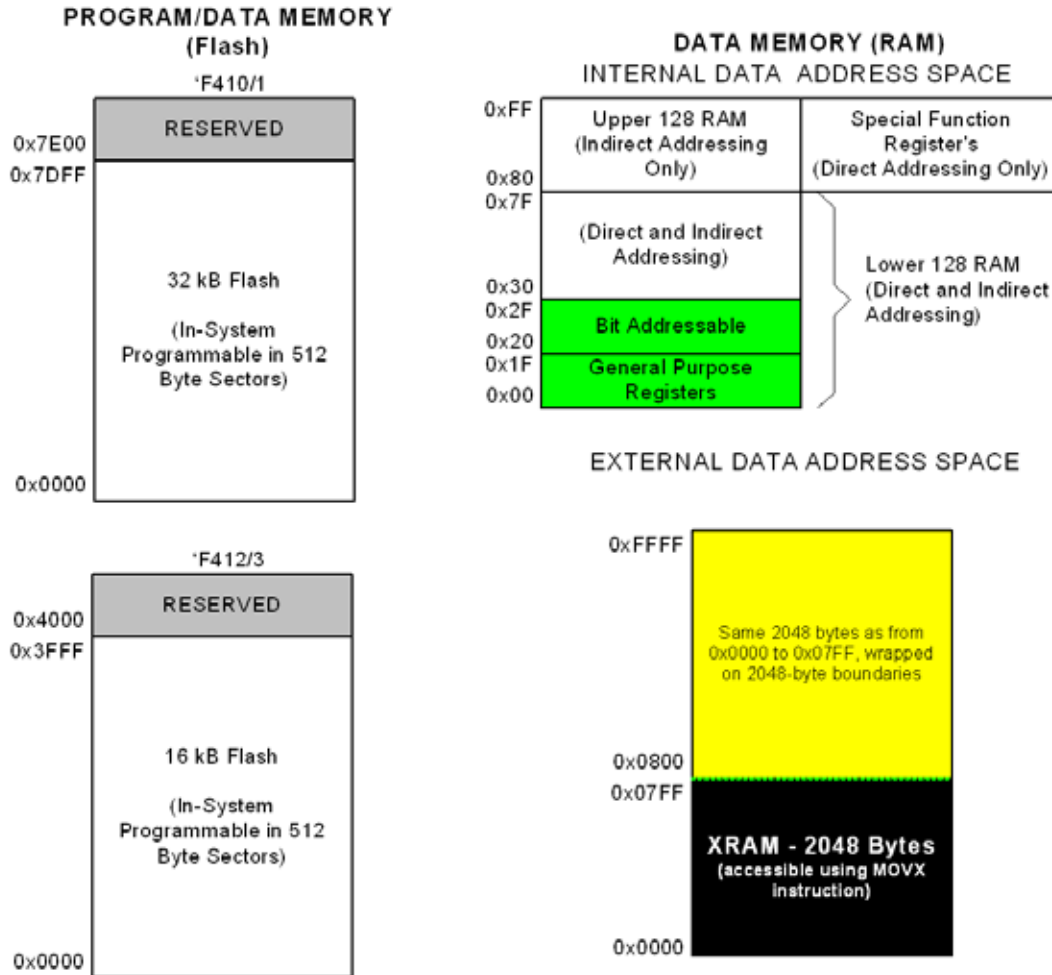 PROGRAM/DATA MEMORY
(Flash)
'F410/1
RESERVED
0x7E00
0x7DFF
32 kB Flash
(In-System
Programmable in 512
Byte Sectors)
0x0000
'F412/3
RESERVED
0x4000
0x3FFF
16 kB Flash
(In-System
Programmable in 512
Byte Sectors)
0x0000
DATA MEMORY (RAM)
INTERNAL DATA ADDRESS SPACE
0xFF
Upper 128 RAM
(Indirect Addressing
Only)
0x80
Special Function
Register's
(Direct Addressing Only)
0x7F
(Direct and Indirect
Addressing)
0x30
0x2F
Bit Addressable
0x20
0x1F
General Purpose
Registers
0x00
Lower 128 RAM
(Direct and Indirect
Addressing)
EXTERNAL DATA ADDRESS SPACE
0xFFFF
Same 2048 bytes as from
0x0000 to 0x07FF, wrapped
on 2048-byte boundaries
0x0800
0x07FF
XRAM - 2048 Bytes
(accessible using MOVX
instruction)
0x0000